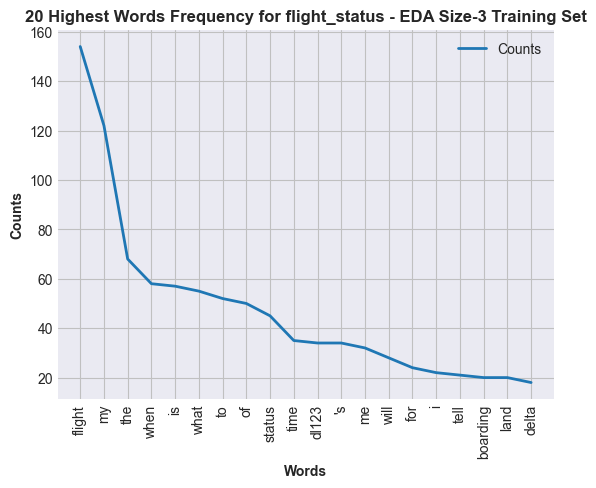 20 Highest Words Frequency for flight_status - EDA Size-3 Training Set
Counts
160
140
120
100
80
60
40
20
Counts
flight
my
the
when
is
what
to
of
status
time
dl123
's
me
will
for
i
tell
boarding
land
delta
Words